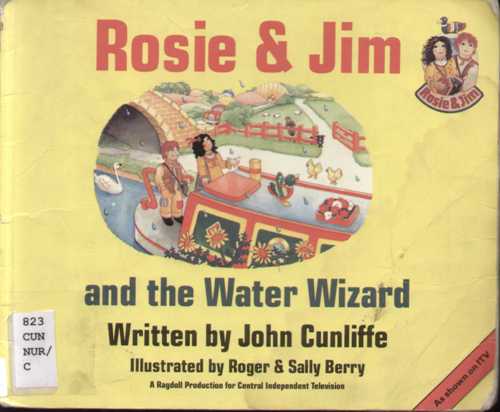 Rosie & Jim
Rosie & Jim
and the Water Wizard
Written by John Cunliffe
Illustrated by Roger & Sally Berry
A Ragdoll Production for Central Independent Television
823
CUN
NUR/
C
As shown on ITV